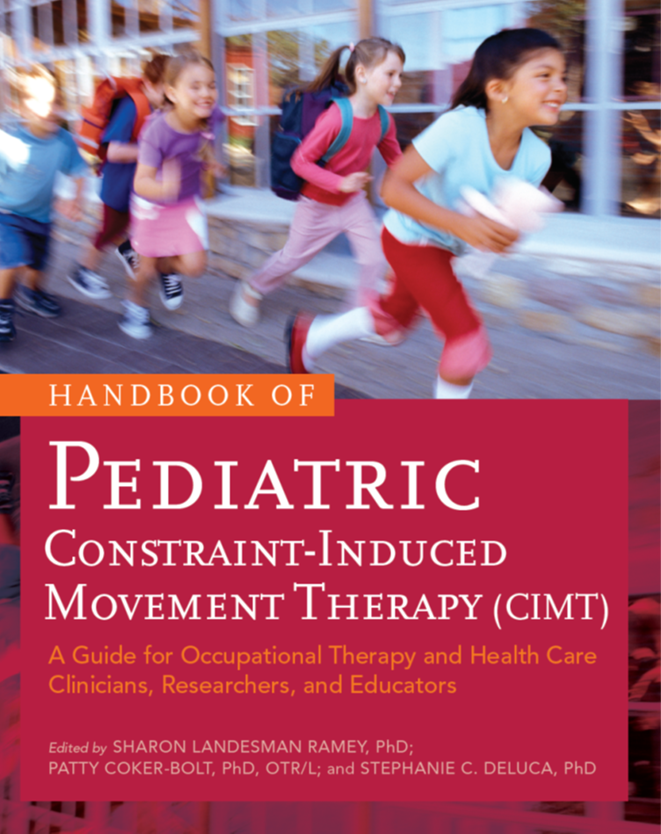 HANDBOOK OF
PEDIATRIC
CONSTRAINT-INDUCED
MOVEMENT THERAPY (CIMT)
A Guide for Occupational Therapy and Health Care
Clinicians, Researchers, and Educators
Edited by SHARON LANDESMAN RAMEY, PhD;
PATTY COKER-BOLT, PhD, OTR/L; and STEPHANIE C. DELUCA, PhD